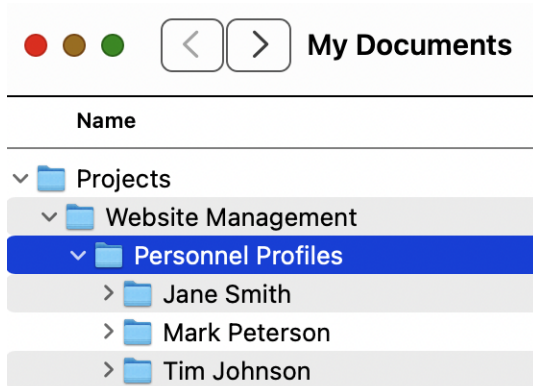 My Documents
Name
Projects
Website Management
Personnel Profiles
Jane Smith
Mark Peterson
Tim Johnson